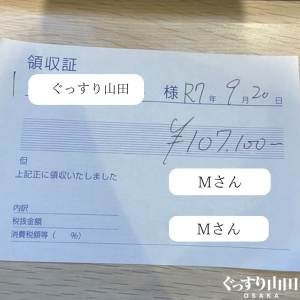 領収証
ぐっすり山田 様 R7年 9月20日
¥107,100-
但
上記正に領収いたしました
Mさん
内訳
税抜金額
消費税額等（　％）
Mさん
ぐっすり山田
OSAKA